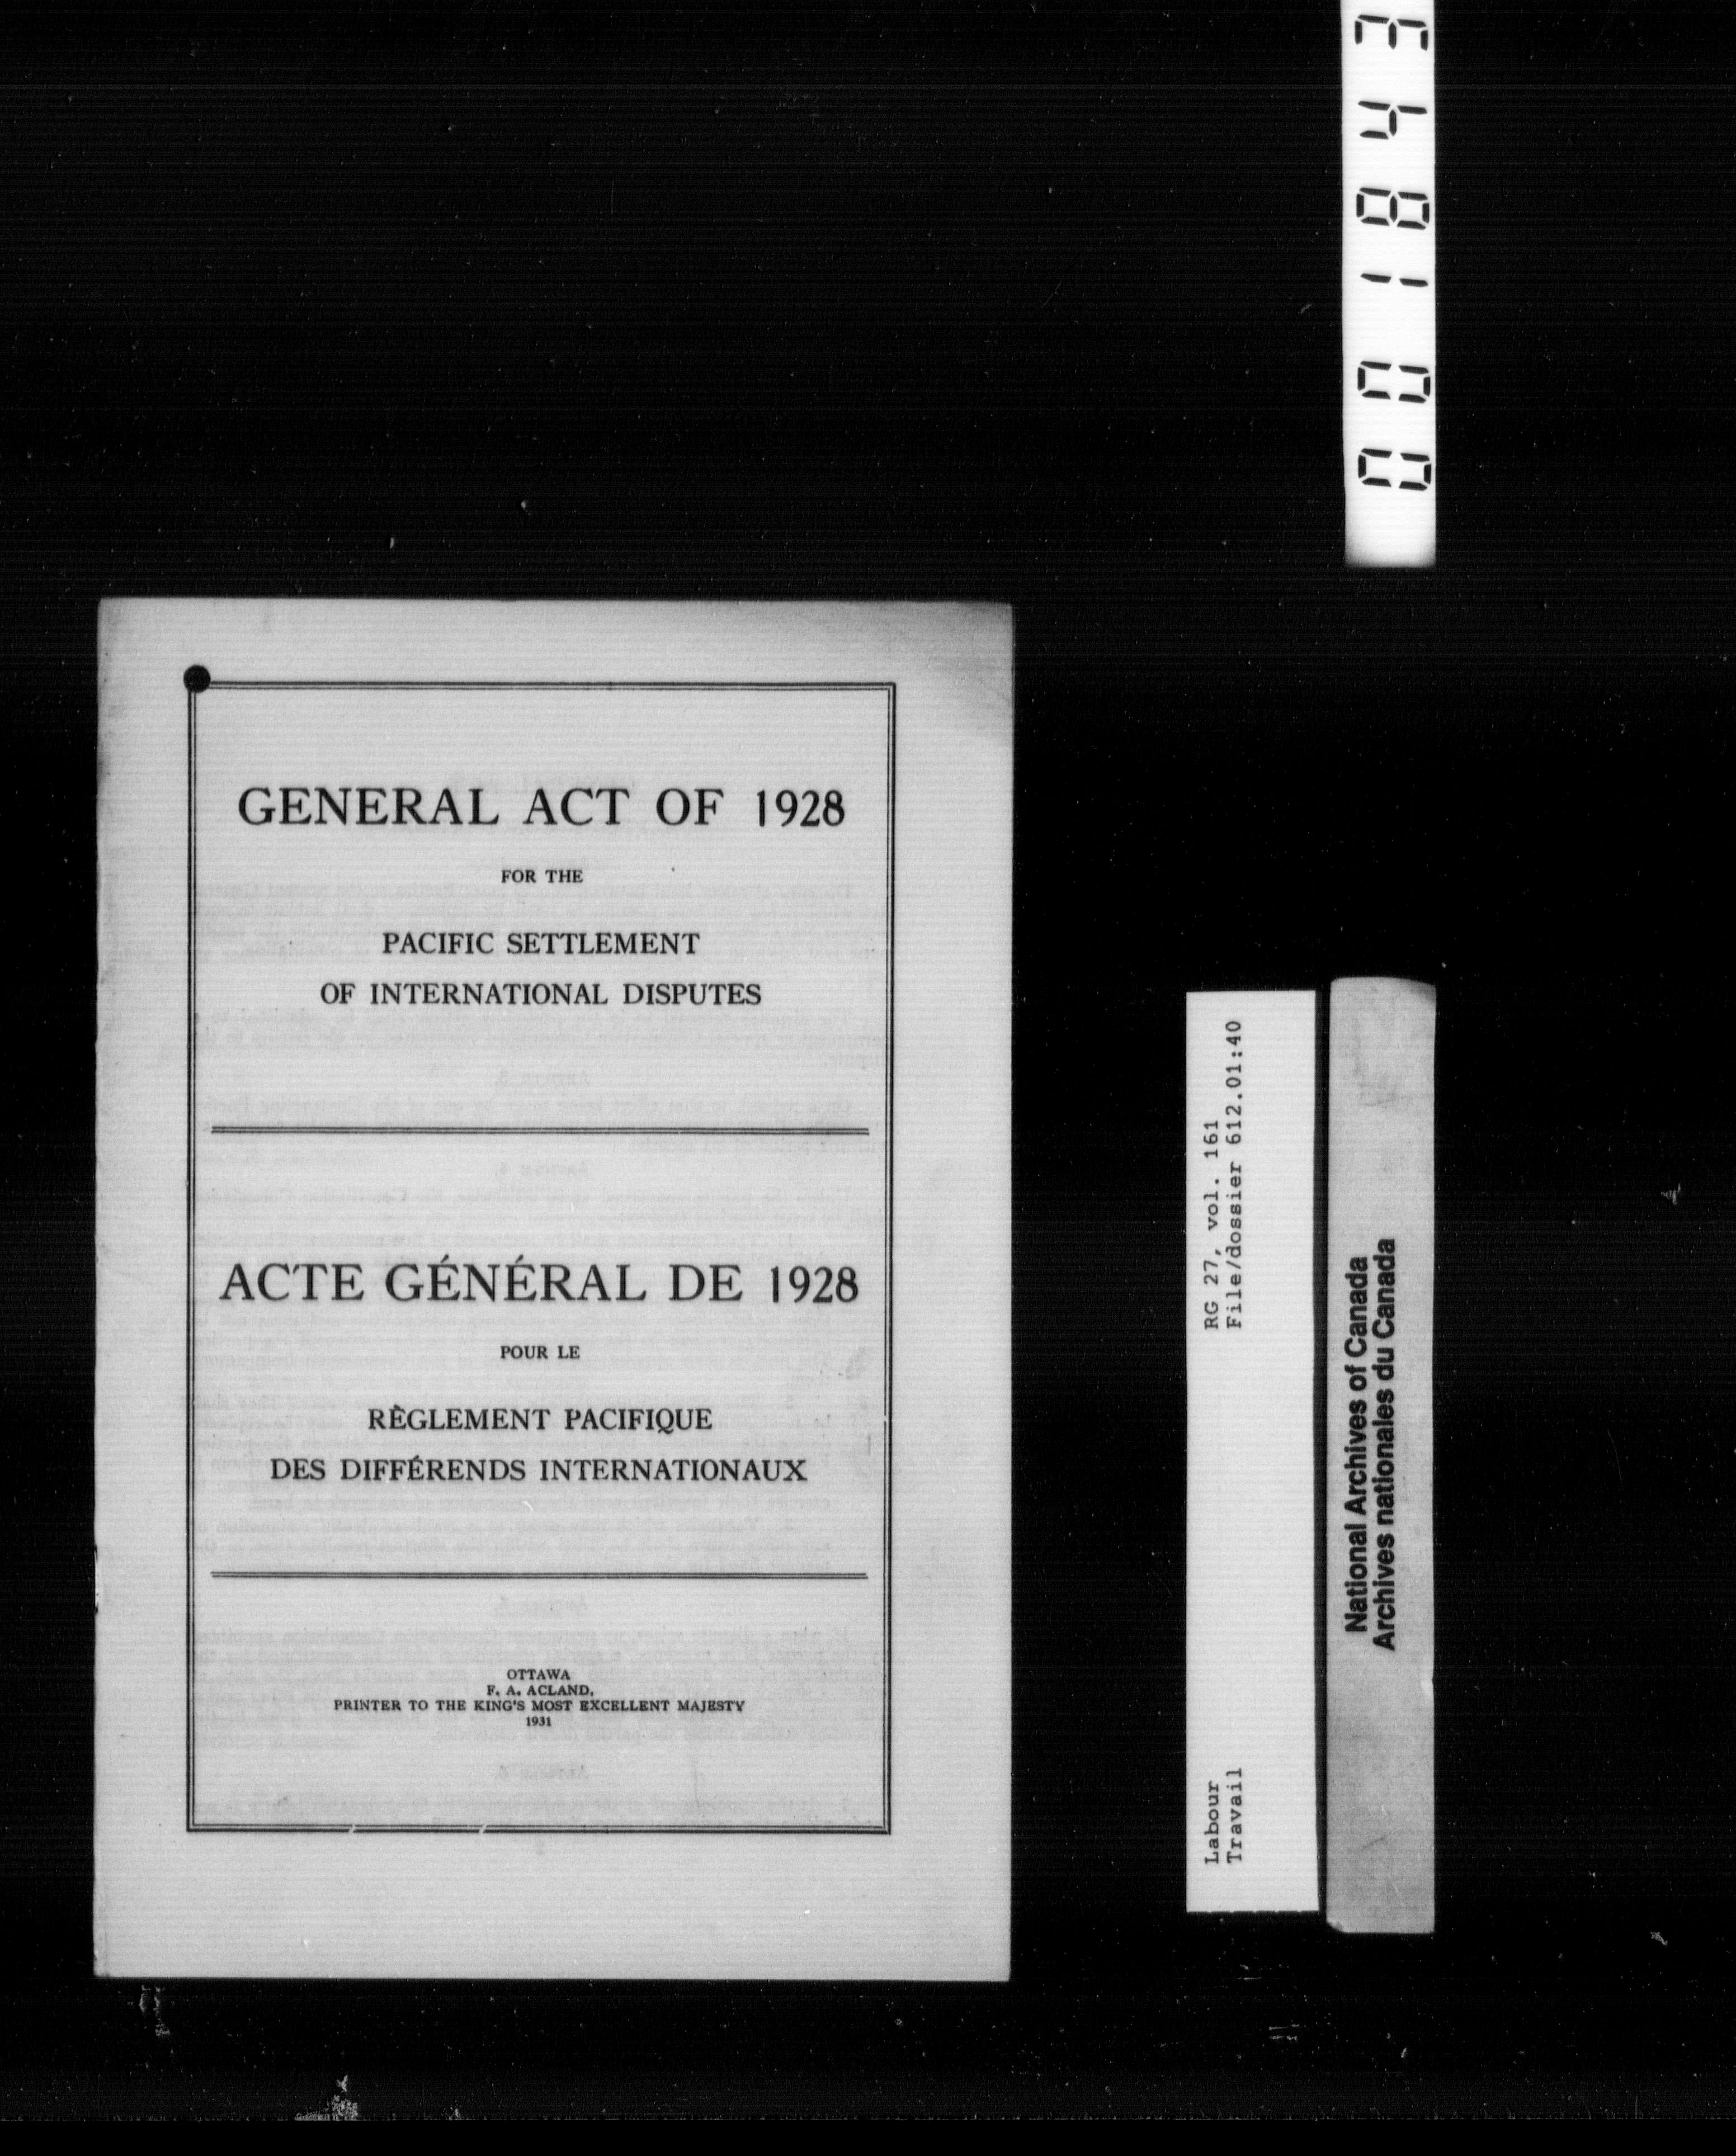 GENERAL ACT OF 1928
FOR THE
PACIFIC SETTLEMENT
OF INTERNATIONAL DISPUTES
ACTE GÉNÉRAL DE 1928
POUR LE
RÈGLEMENT PACIFIQUE
DES DIFFÉRENDS INTERNATIONAUX
OTTAWA
F. A. ACLAND,
PRINTER TO THE KING'S MOST EXCELLENT MAJESTY
1931
001843
Labour RG 27, vol. 161
Travail File/dossier 612.01:40
National Archives of Canada
Archives nationales du Canada